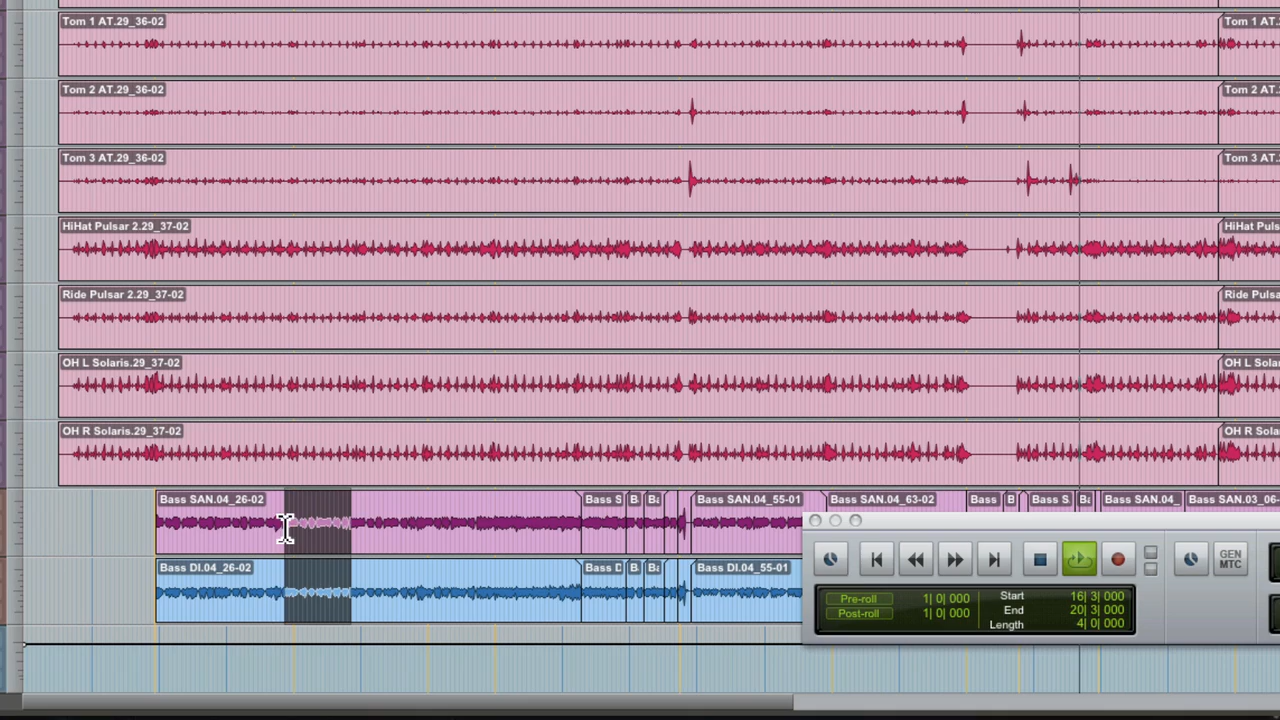 Tom 1 AT.29_36-02 Tom 1 AT.
Tom 2 AT.29_36-02 Tom 2 AT.
Tom 3 AT.29_36-02 Tom 3 AT.
HiHat Pulsar 2.29_37-02 HiHat Puls
Ride Pulsar 2.29_37-02 Ride Pulsa
OH L Solaris.29_37-02 OH L Solar
OH R Solaris.29_37-02 OH R Sola
Bass SAN.04_26-02 Bass S B Ba Bass SAN.04_55-01 Bass SAN.04_63-02 Bass B Bass S. Ba Bass SAN.04_ Bass SAN.03_06-
Bass DI.04_26-02 Bass D B Ba Bass DI.04_55-01
GEN
MTC
Pre-roll 1| 0| 000
Post-roll 1| 0| 000
Start 16| 3| 000
End 20| 3| 000
Length 4| 0| 000